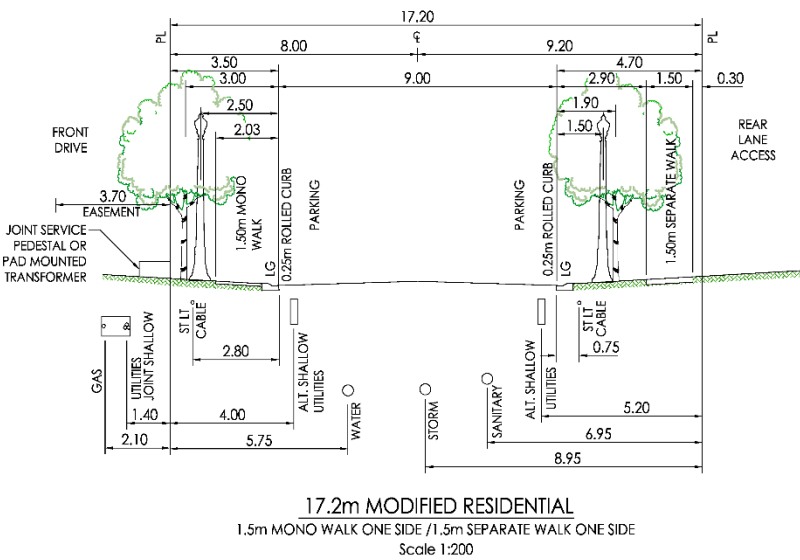 17.20
PL
℄
PL
8.00
9.20
3.50
4.70
3.00
9.00
2.90
1.50
0.30
2.50
1.90
2.03
1.50
FRONT
DRIVE
REAR
LANE
ACCESS
3.70
EASEMENT
JOINT SERVICE
PEDESTAL OR
PAD MOUNTED
TRANSFORMER
1.50m MONO
WALK
LG
0.25m ROLLED CURB
PARKING
PARKING
0.25m ROLLED CURB
LG
1.50m SEPARATE WALK
GAS
UTILITIES
JOINT SHALLOW
ST LT
CABLE
2.80
ALT. SHALLOW
UTILITIES
WATER
STORM
SANITARY
ALT. SHALLOW
UTILITIES
ST LT
CABLE
0.75
1.40
4.00
5.20
2.10
5.75
6.95
8.95
17.2m MODIFIED RESIDENTIAL
1.5m MONO WALK ONE SIDE /1.5m SEPARATE WALK ONE SIDE
Scale 1:200